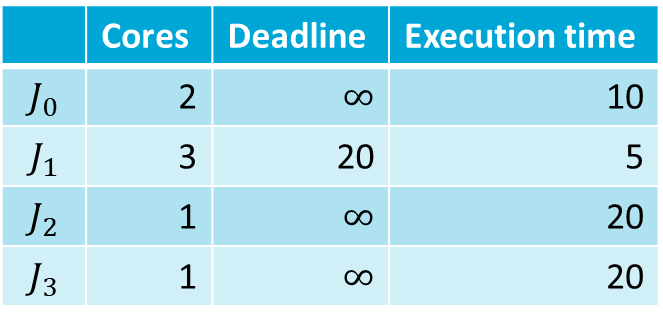 Cores Deadline Execution time
J0 2 ∞ 10
J1 3 20 5
J2 1 ∞ 20
J3 1 ∞ 20